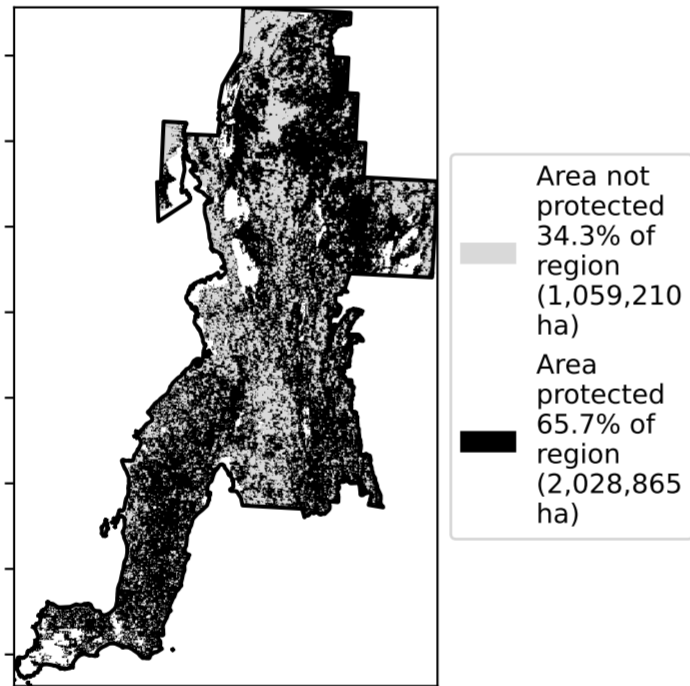 Area not
protected
34.3% of
region
(1,059,210
ha)
Area
protected
65.7% of
region
(2,028,865
ha)